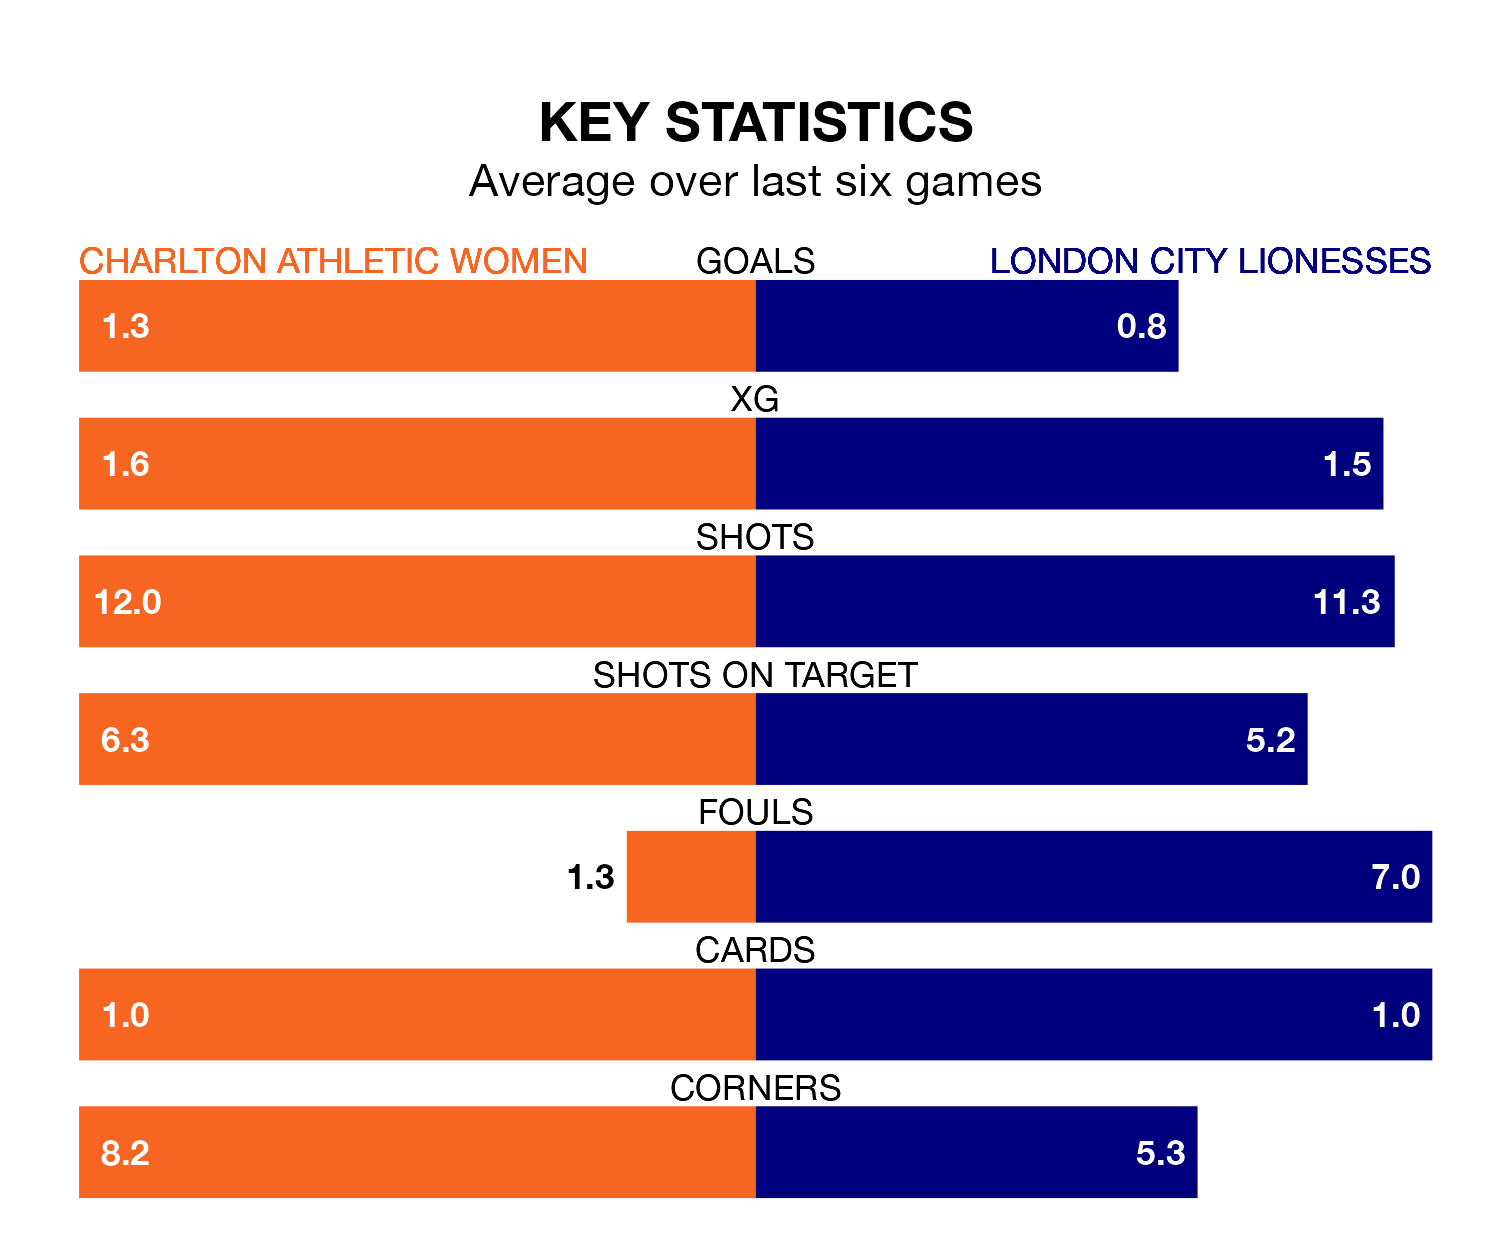 KEY STATISTICS
Average over last six games
CHARLTON ATHLETIC WOMEN GOALS LONDON CITY LIONESSES
1.3 0.8
XG
1.6 1.5
SHOTS
12.0 11.3
SHOTS ON TARGET
6.3 5.2
FOULS
1.3 7.0
CARDS
1.0 1.0
CORNERS
8.2 5.3